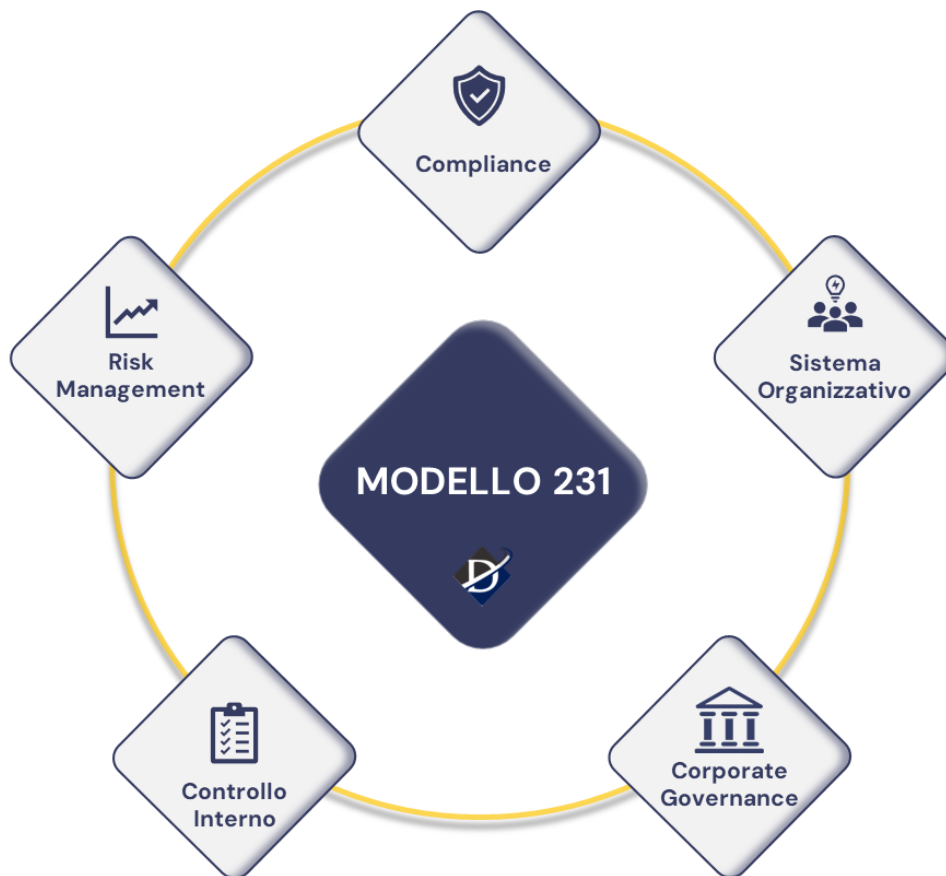 Compliance
Risk
Management
Sistema
Organizzativo
MODELLO 231
D
Controllo
Interno
Corporate
Governance